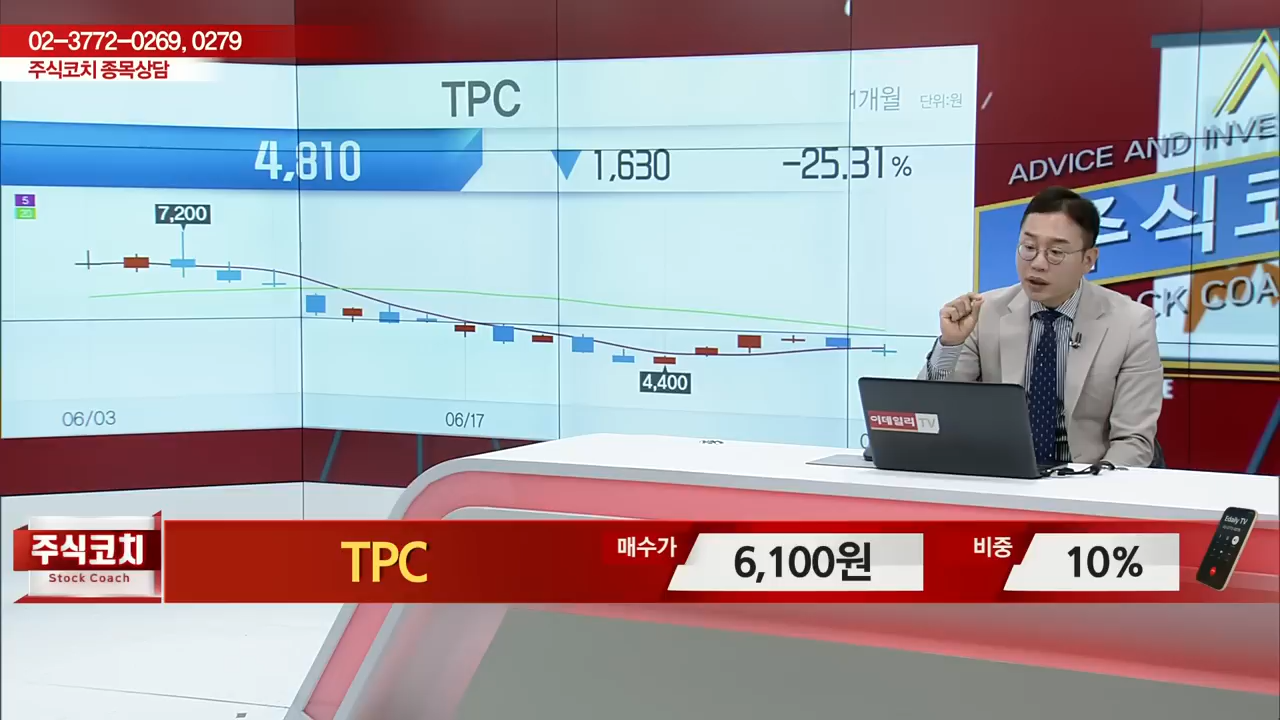 02-3772-0269, 0279
주식코치 종목상담
TPC
1개월 단위:원
4,810 ▼ 1,630 -25.31%
5
20
7,200
4,400
06/03
06/17
ADVICE AND INVE
주식코
CK COA
이데일리 TV
주식코치
Stock Coach
TPC
매수가
6,100원
비중
10%
Edaily TV